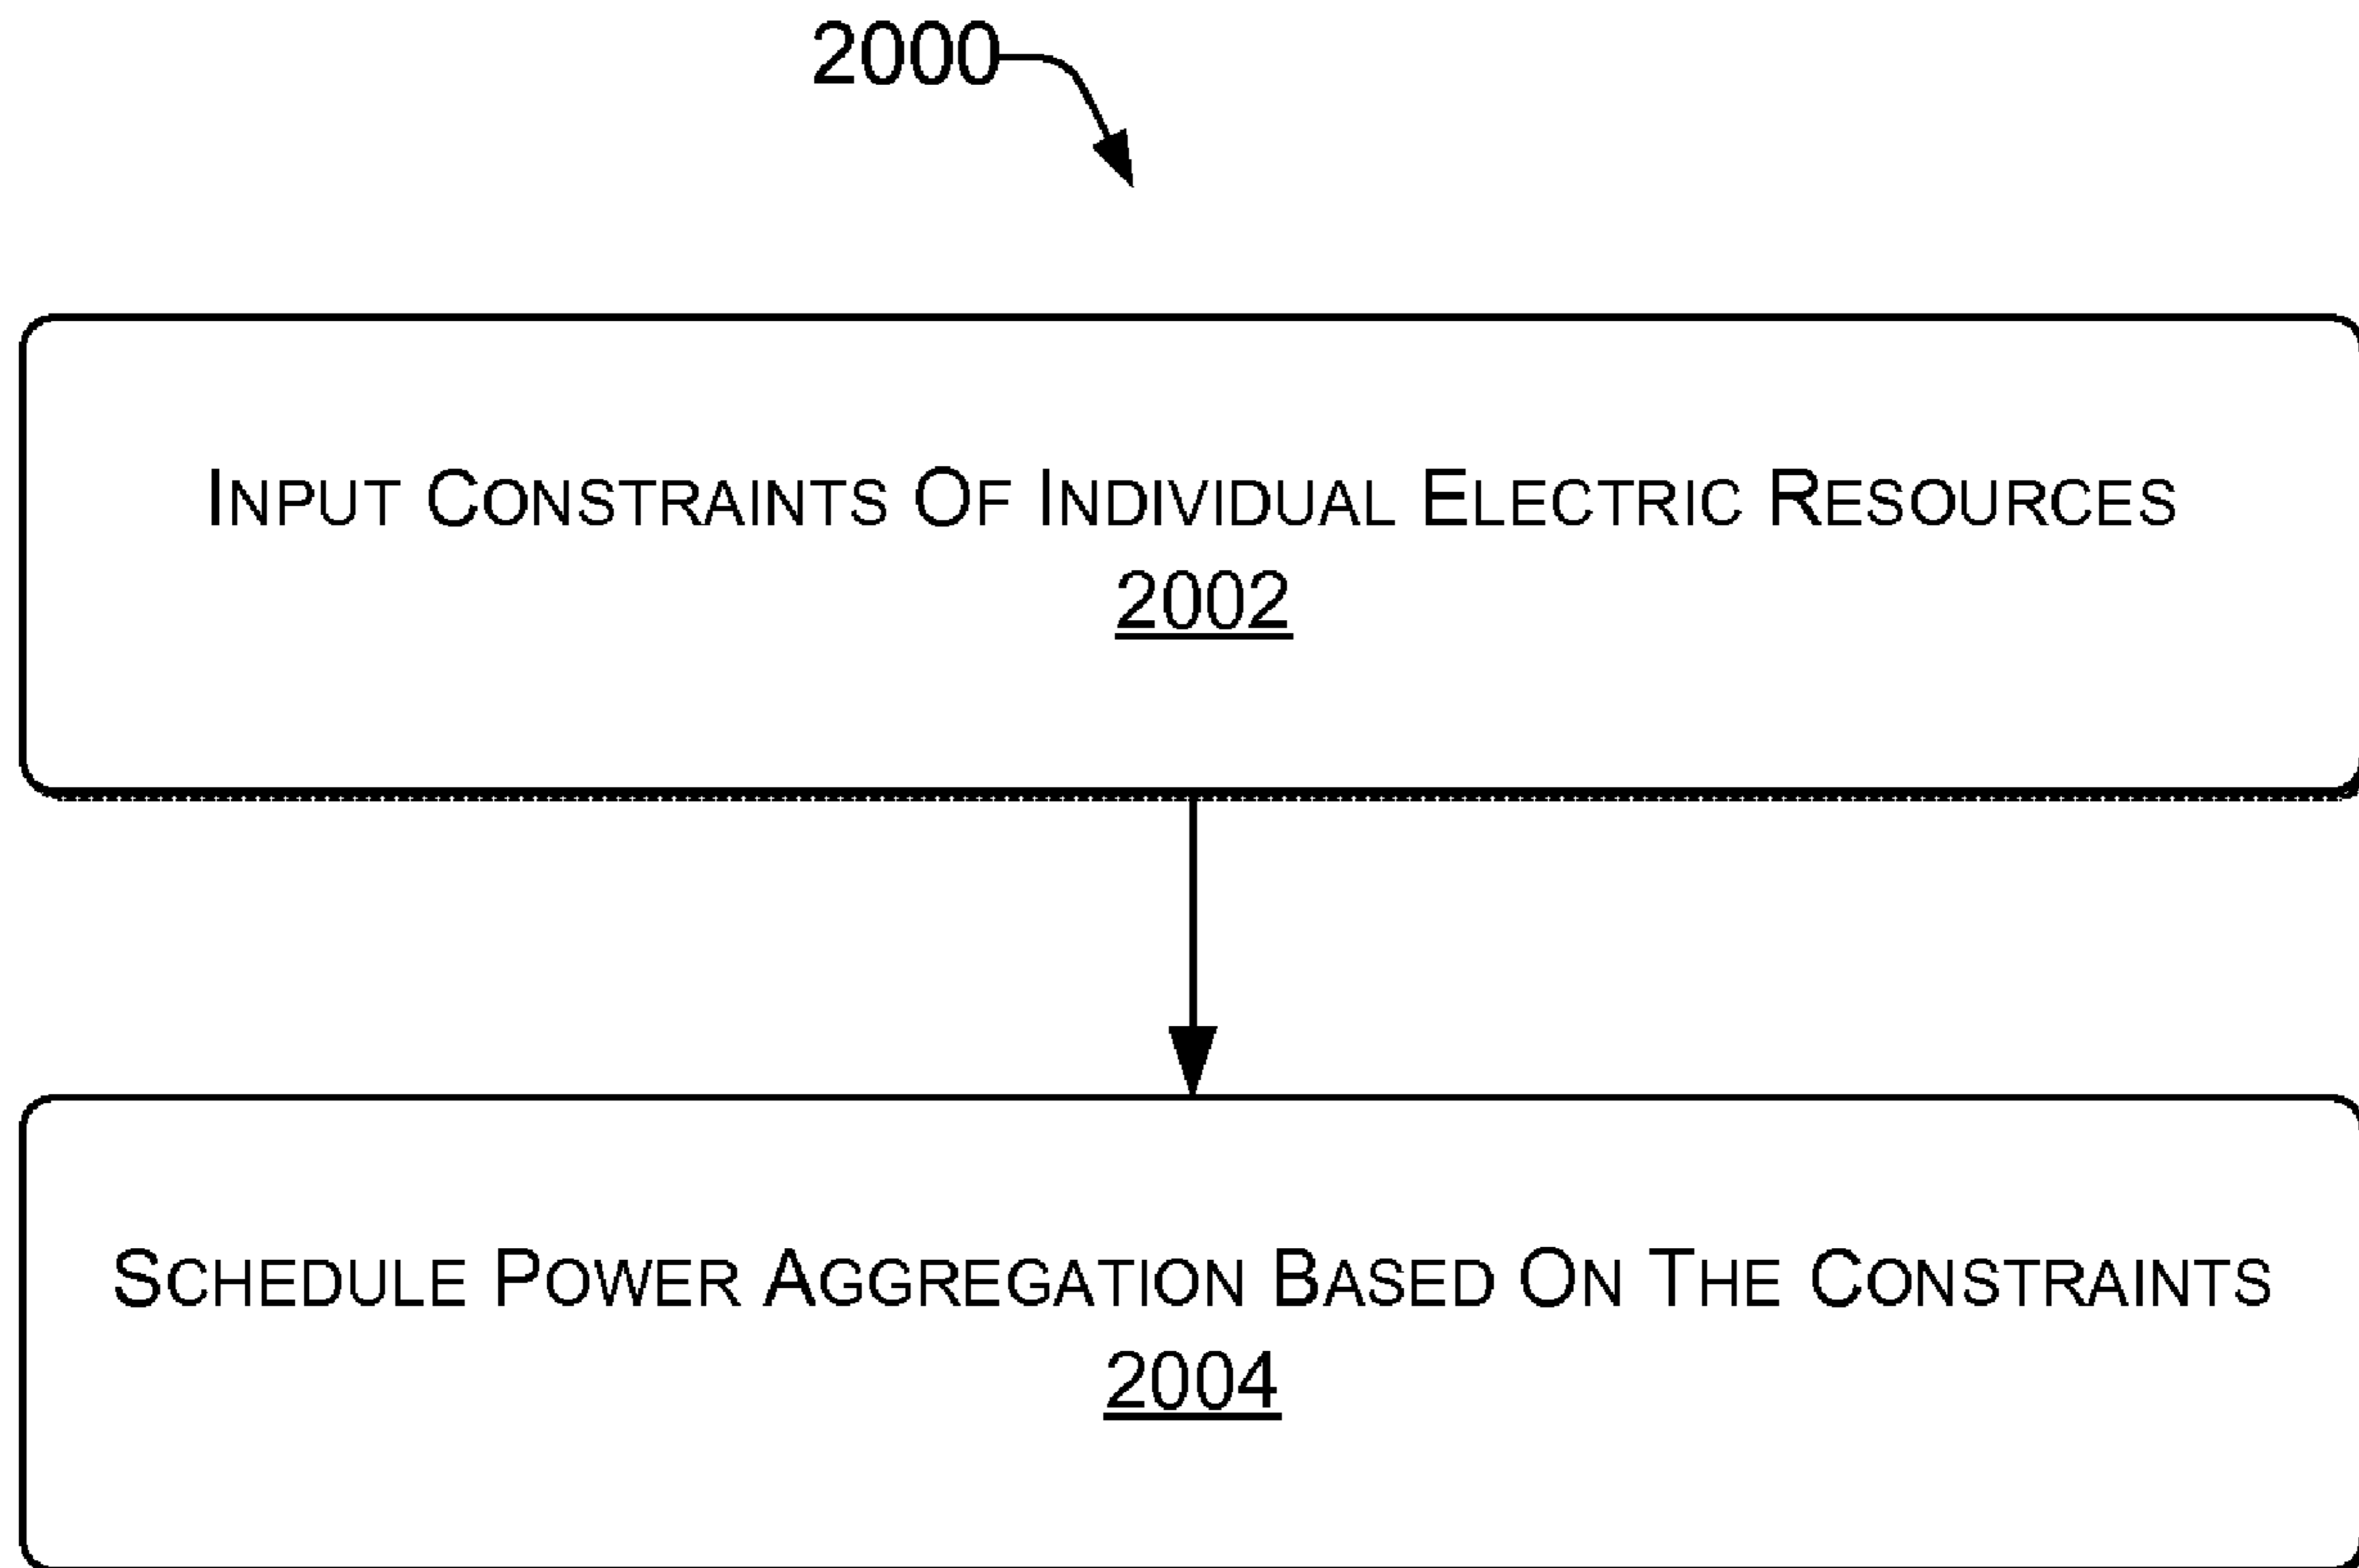 2000
INPUT CONSTRAINTS OF INDIVIDUAL ELECTRIC RESOURCES
2002
SCHEDULE POWER AGGREGATION BASED ON THE CONSTRAINTS
2004